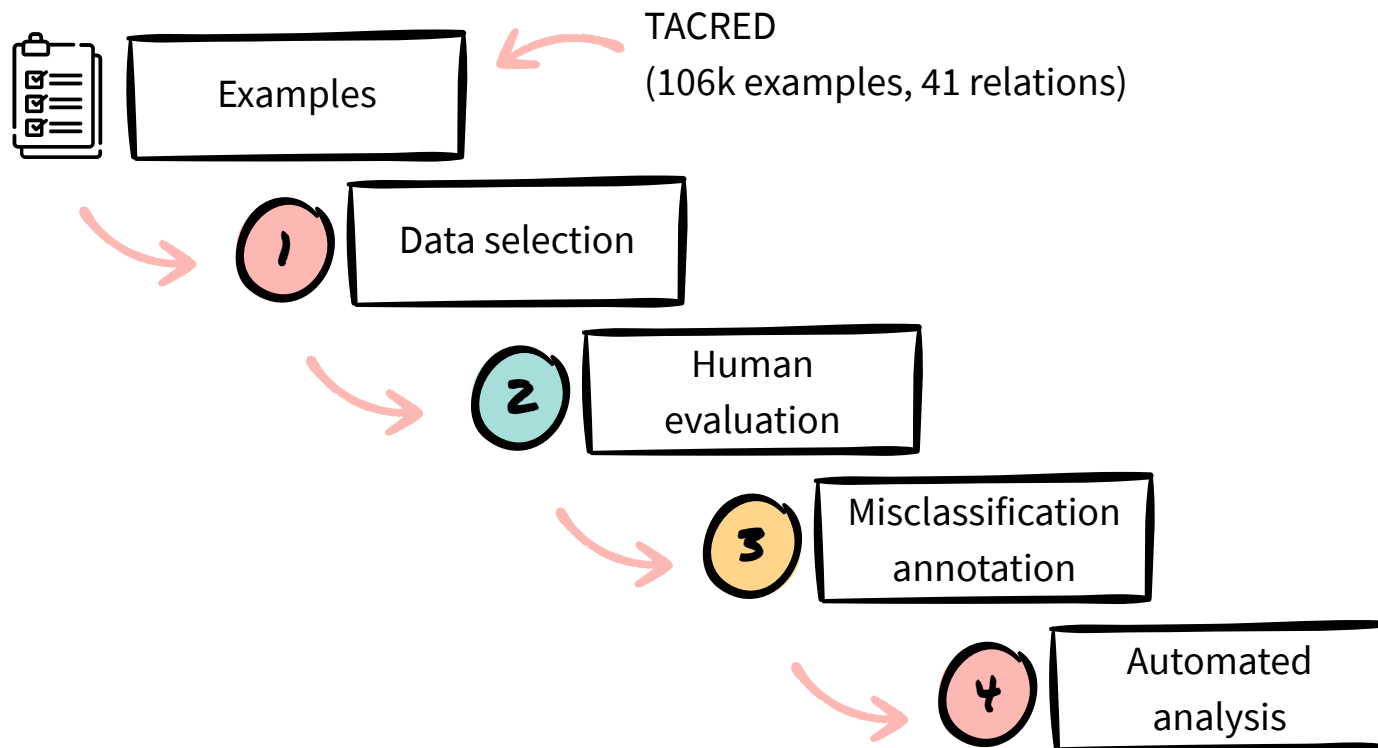 TACRED
(106k examples, 41 relations)
Examples
1
Data selection
2
Human
evaluation
3
Misclassification
annotation
4
Automated
analysis